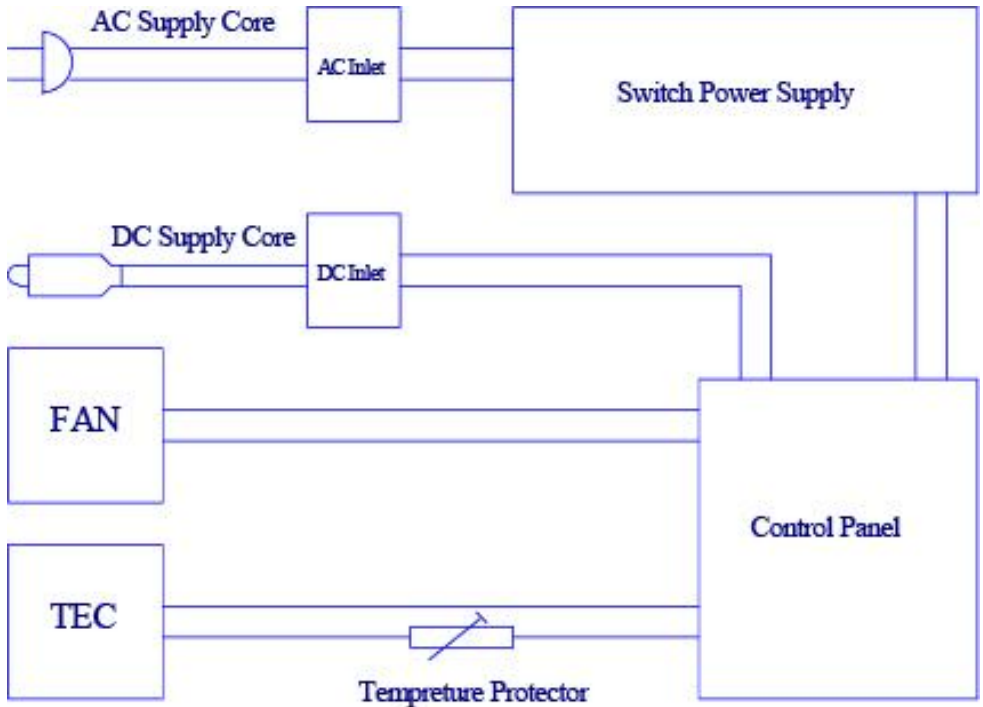 AC Supply Core
AC Inlet
Switch Power Supply
DC Supply Core
DC Inlet
FAN
Control Panel
TEC
Tempreture Protector